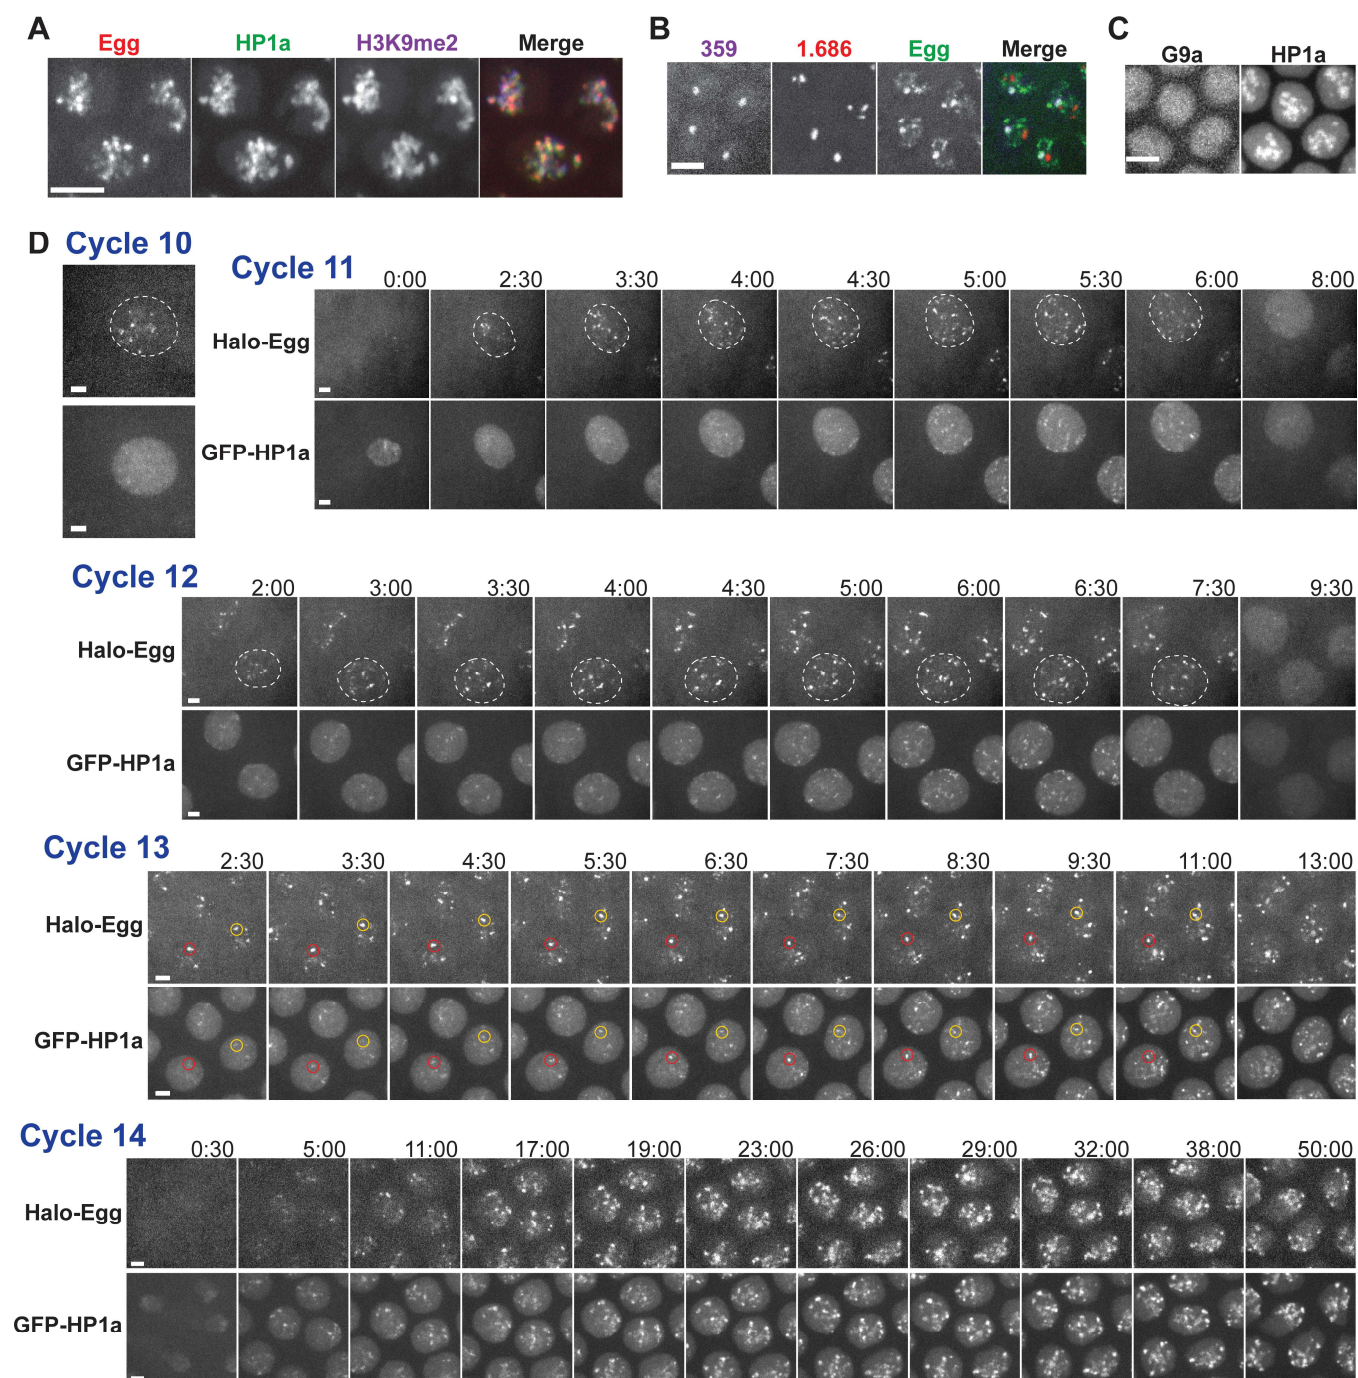 A
Egg HP1a H3K9me2 Merge
B
359 1.686 Egg Merge
C
G9a HP1a
D
Cycle 10
Cycle 11
0:00 2:30 3:30 4:00 4:30 5:00 5:30 6:00 8:00
Halo-Egg
GFP-HP1a
Cycle 12
2:00 3:00 3:30 4:00 4:30 5:00 6:00 6:30 7:30 9:30
Halo-Egg
GFP-HP1a
Cycle 13
2:30 3:30 4:30 5:30 6:30 7:30 8:30 9:30 11:00 13:00
Halo-Egg
GFP-HP1a
Cycle 14
0:30 5:00 11:00 17:00 19:00 23:00 26:00 29:00 32:00 38:00 50:00
Halo-Egg
GFP-HP1a